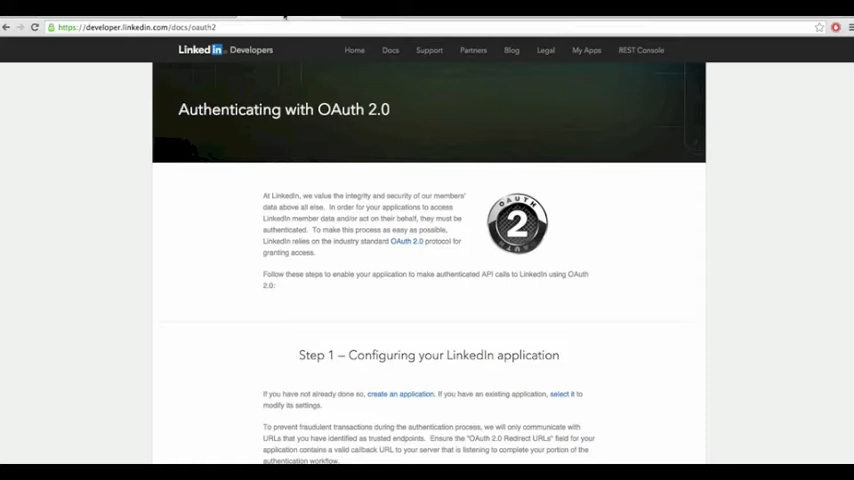 https://developer.linkedin.com/docs/oauth2
Linked in Developers Home Docs Support Partners Blog Legal My Apps REST Console
Authenticating with OAuth 2.0
At LinkedIn, we value the integrity and security of our members'
data above all else. In order for your applications to access
LinkedIn member data and/or act on their behalf, they must be
authenticated. To make this process as easy as possible,
LinkedIn relies on the industry standard OAuth 2.0 protocol for
granting access.
OAUTH
2
AUTH
Follow these steps to enable your application to make authenticated API calls to LinkedIn using OAuth
2.0:
Step 1 – Configuring your LinkedIn application
If you have not already done so, create an application. If you have an existing application, select it to
modify its settings.
To prevent fraudulent transactions during the authentication process, we will only communicate with
URLs that you have identified as trusted endpoints. Ensure the "OAuth 2.0 Redirect URLs" field for your
application contains a valid callback URL to your server that is listening to complete your portion of the
authentication workflow.